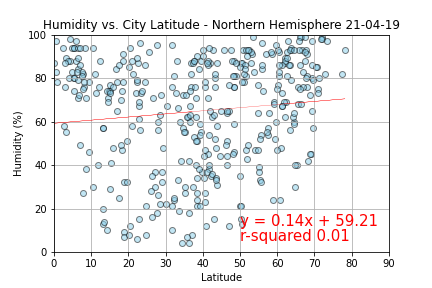 Humidity vs. City Latitude - Northern Hemisphere 21-04-19
100
80
60
40
20
0
Humidity (%)
y = 0.14x + 59.21
r-squared 0.01
0 10 20 30 40 50 60 70 80 90
Latitude